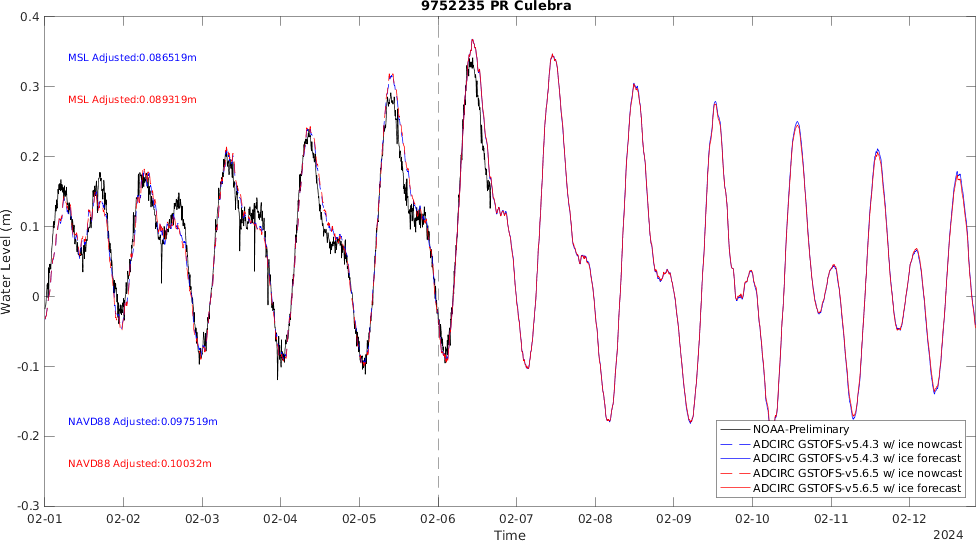 9752235 PR Culebra
0.4
0.3
0.2
0.1
0
-0.1
-0.2
-0.3
Water Level (m)
MSL Adjusted:0.086519m
MSL Adjusted:0.089319m
NAVD88 Adjusted:0.097519m
NAVD88 Adjusted:0.10032m
NOAA-Preliminary
ADCIRC GSTOFS-v5.4.3 w/ ice nowcast
ADCIRC GSTOFS-v5.4.3 w/ ice forecast
ADCIRC GSTOFS-v5.6.5 w/ ice nowcast
ADCIRC GSTOFS-v5.6.5 w/ ice forecast
02-01 02-02 02-03 02-04 02-05 02-06 02-07 02-08 02-09 02-10 02-11 02-12
Time
2024